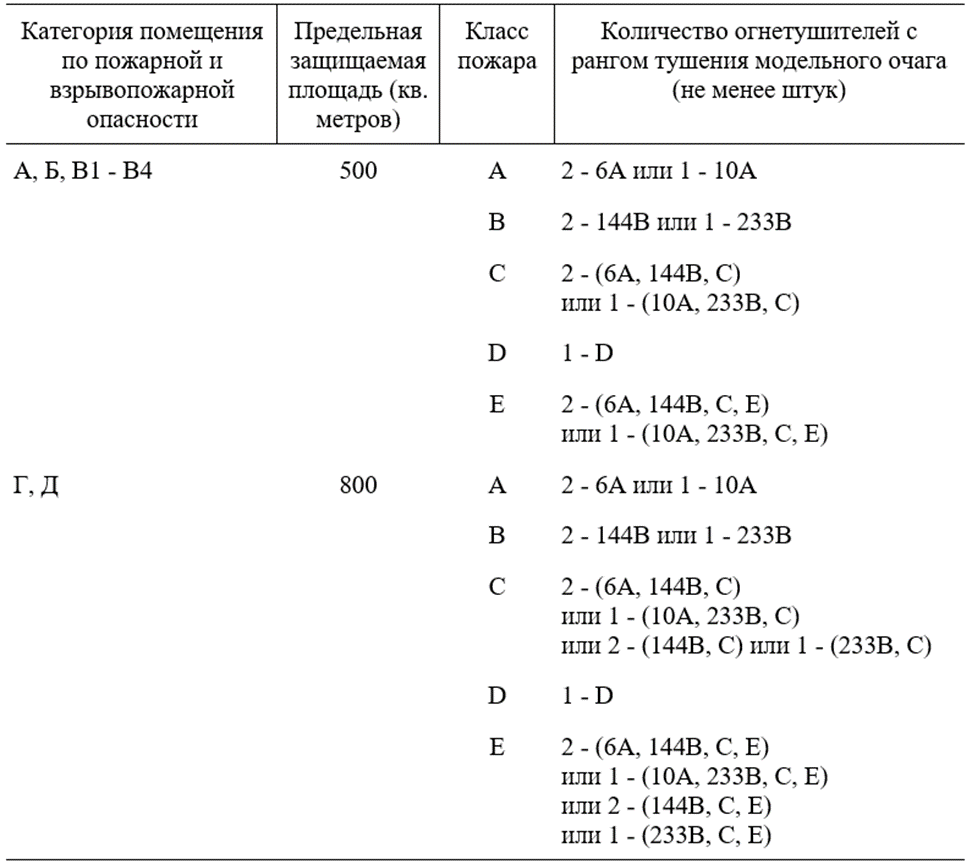 Категория помещения по пожарной и взрывопожарной опасности
Предельная защищаемая площадь (кв. метров)
Класс пожара
Количество огнетушителей с рангом тушения модельного очага (не менее штук)
А, Б, В1 - В4 500 A 2 - 6A или 1 - 10A
B 2 - 144B или 1 - 233B
C 2 - (6A, 144B, C)
или 1 - (10A, 233B, C)
D 1 - D
E 2 - (6A, 144B, C, E)
или 1 - (10A, 233B, C, E)
Г, Д 800 A 2 - 6A или 1 - 10A
B 2 - 144B или 1 - 233B
C 2 - (6A, 144B, C)
или 1 - (10A, 233B, C)
или 2 - (144B, C) или 1 - (233B, C)
D 1 - D
E 2 - (6A, 144B, C, E)
или 1 - (10A, 233B, C, E)
или 2 - (144B, C, E)
или 1 - (233B, C, E)